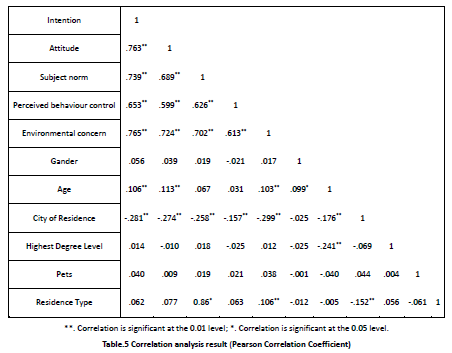 Intention 1
Attitude .763** 1
Subject norm .739** .689** 1
Perceived behaviour control .653** .599** .626** 1
Environmental concern .765** .724** .702** .613** 1
Gander .056 .039 .019 -.021 .017 1
Age .106** .113** .067 .031 .103** .099* 1
City of Residence -.281** -.274** -.258** -.157** -.299** -.025 -.176** 1
Highest Degree Level .014 -.010 .018 -.025 .012 -.025 -.241** -.069 1
Pets .040 .009 .019 .021 .038 -.001 -.040 .044 .004 1
Residence Type .062 .077 0.86* .063 .106** -.012 -.005 -.152** .056 -.061 1
**. Correlation is significant at the 0.01 level; *. Correlation is significant at the 0.05 level.
Table.5 Correlation analysis result (Pearson Correlation Coefficient)